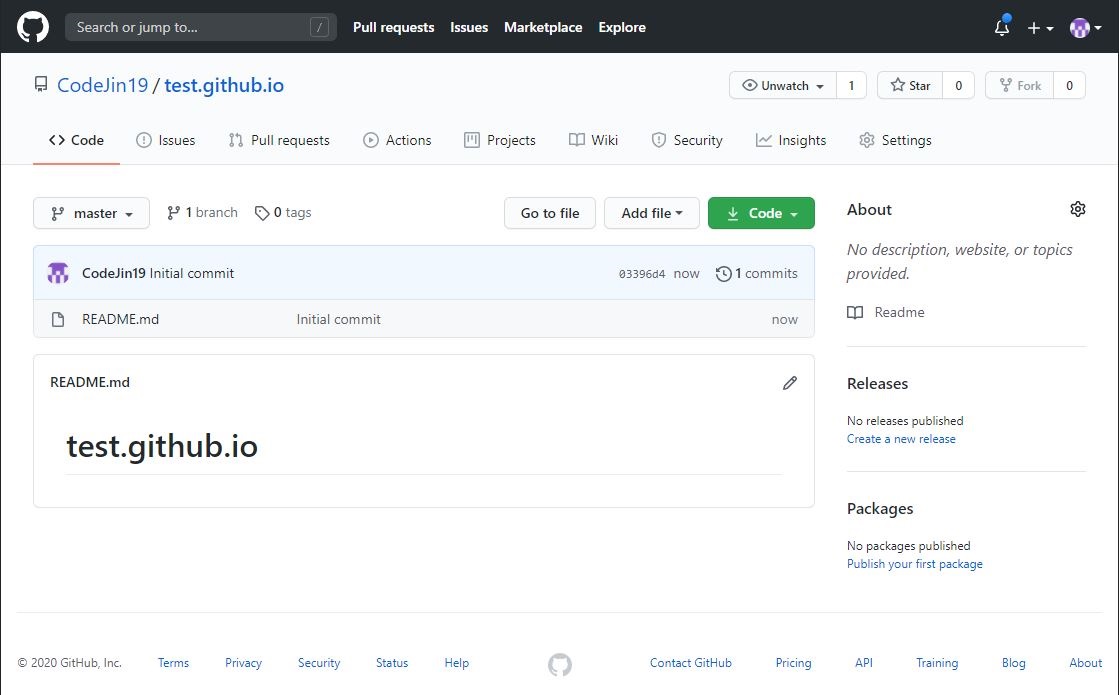 Search or jump to... /
Pull requests Issues Marketplace Explore
CodeJin19 / test.github.io
Unwatch 1 Star 0 Fork 0
Code Issues Pull requests Actions Projects Wiki Security Insights Settings
master 1 branch 0 tags Go to file Add file Code
CodeJin19 Initial commit 03396d4 now 1 commits
README.md Initial commit now
README.md
test.github.io
About
No description, website, or topics
provided.
Readme
Releases
No releases published
Create a new release
Packages
No packages published
Publish your first package
© 2020 GitHub, Inc. Terms Privacy Security Status Help Contact GitHub Pricing API Training Blog About